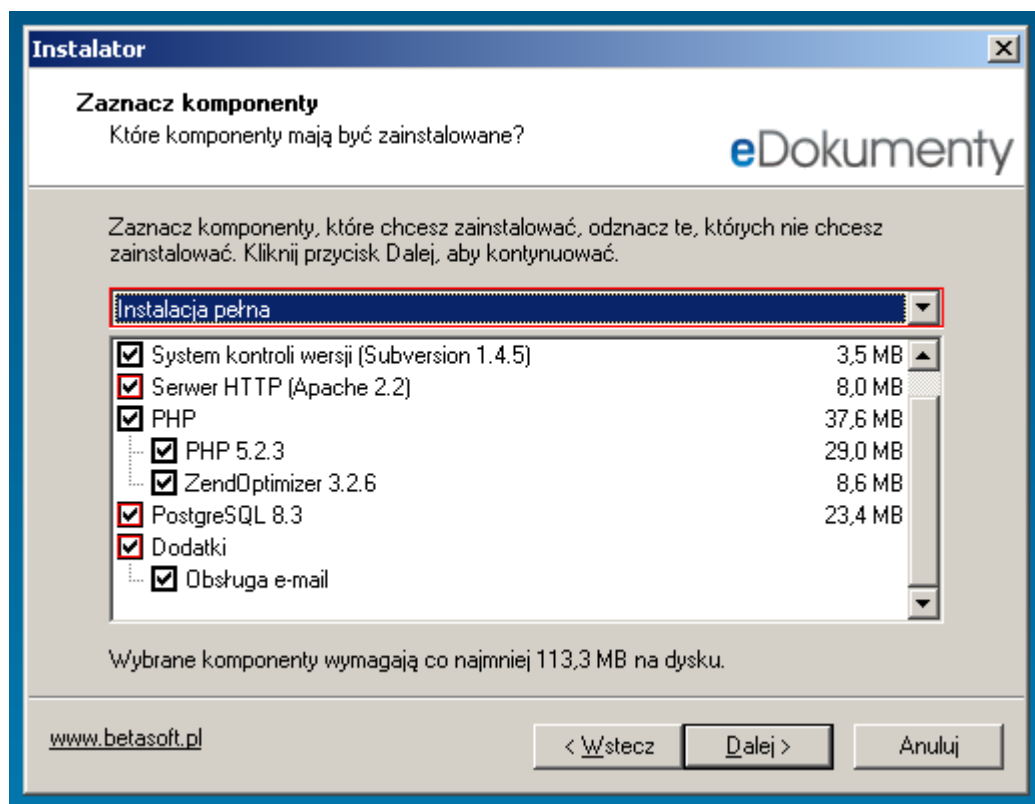 Instalator
Zaznacz komponenty
Które komponenty mają być zainstalowane?
eDokumenty
Zaznacz komponenty, które chcesz zainstalować, odznacz te, których nie chcesz
zainstalować. Kliknij przycisk Dalej, aby kontynuować.
Instalacja pełna
System kontroli wersji (Subversion 1.4.5) 3,5 MB
Serwer HTTP (Apache 2.2) 8,0 MB
PHP 37,6 MB
PHP 5.2.3 29,0 MB
ZendOptimizer 3.2.6 8,6 MB
PostgreSQL 8.3 23,4 MB
Dodatki
Obsługa e-mail
Wybrane komponenty wymagają co najmniej 113,3 MB na dysku.
www.betasoft.pl < Wstecz Dalej > Anuluj